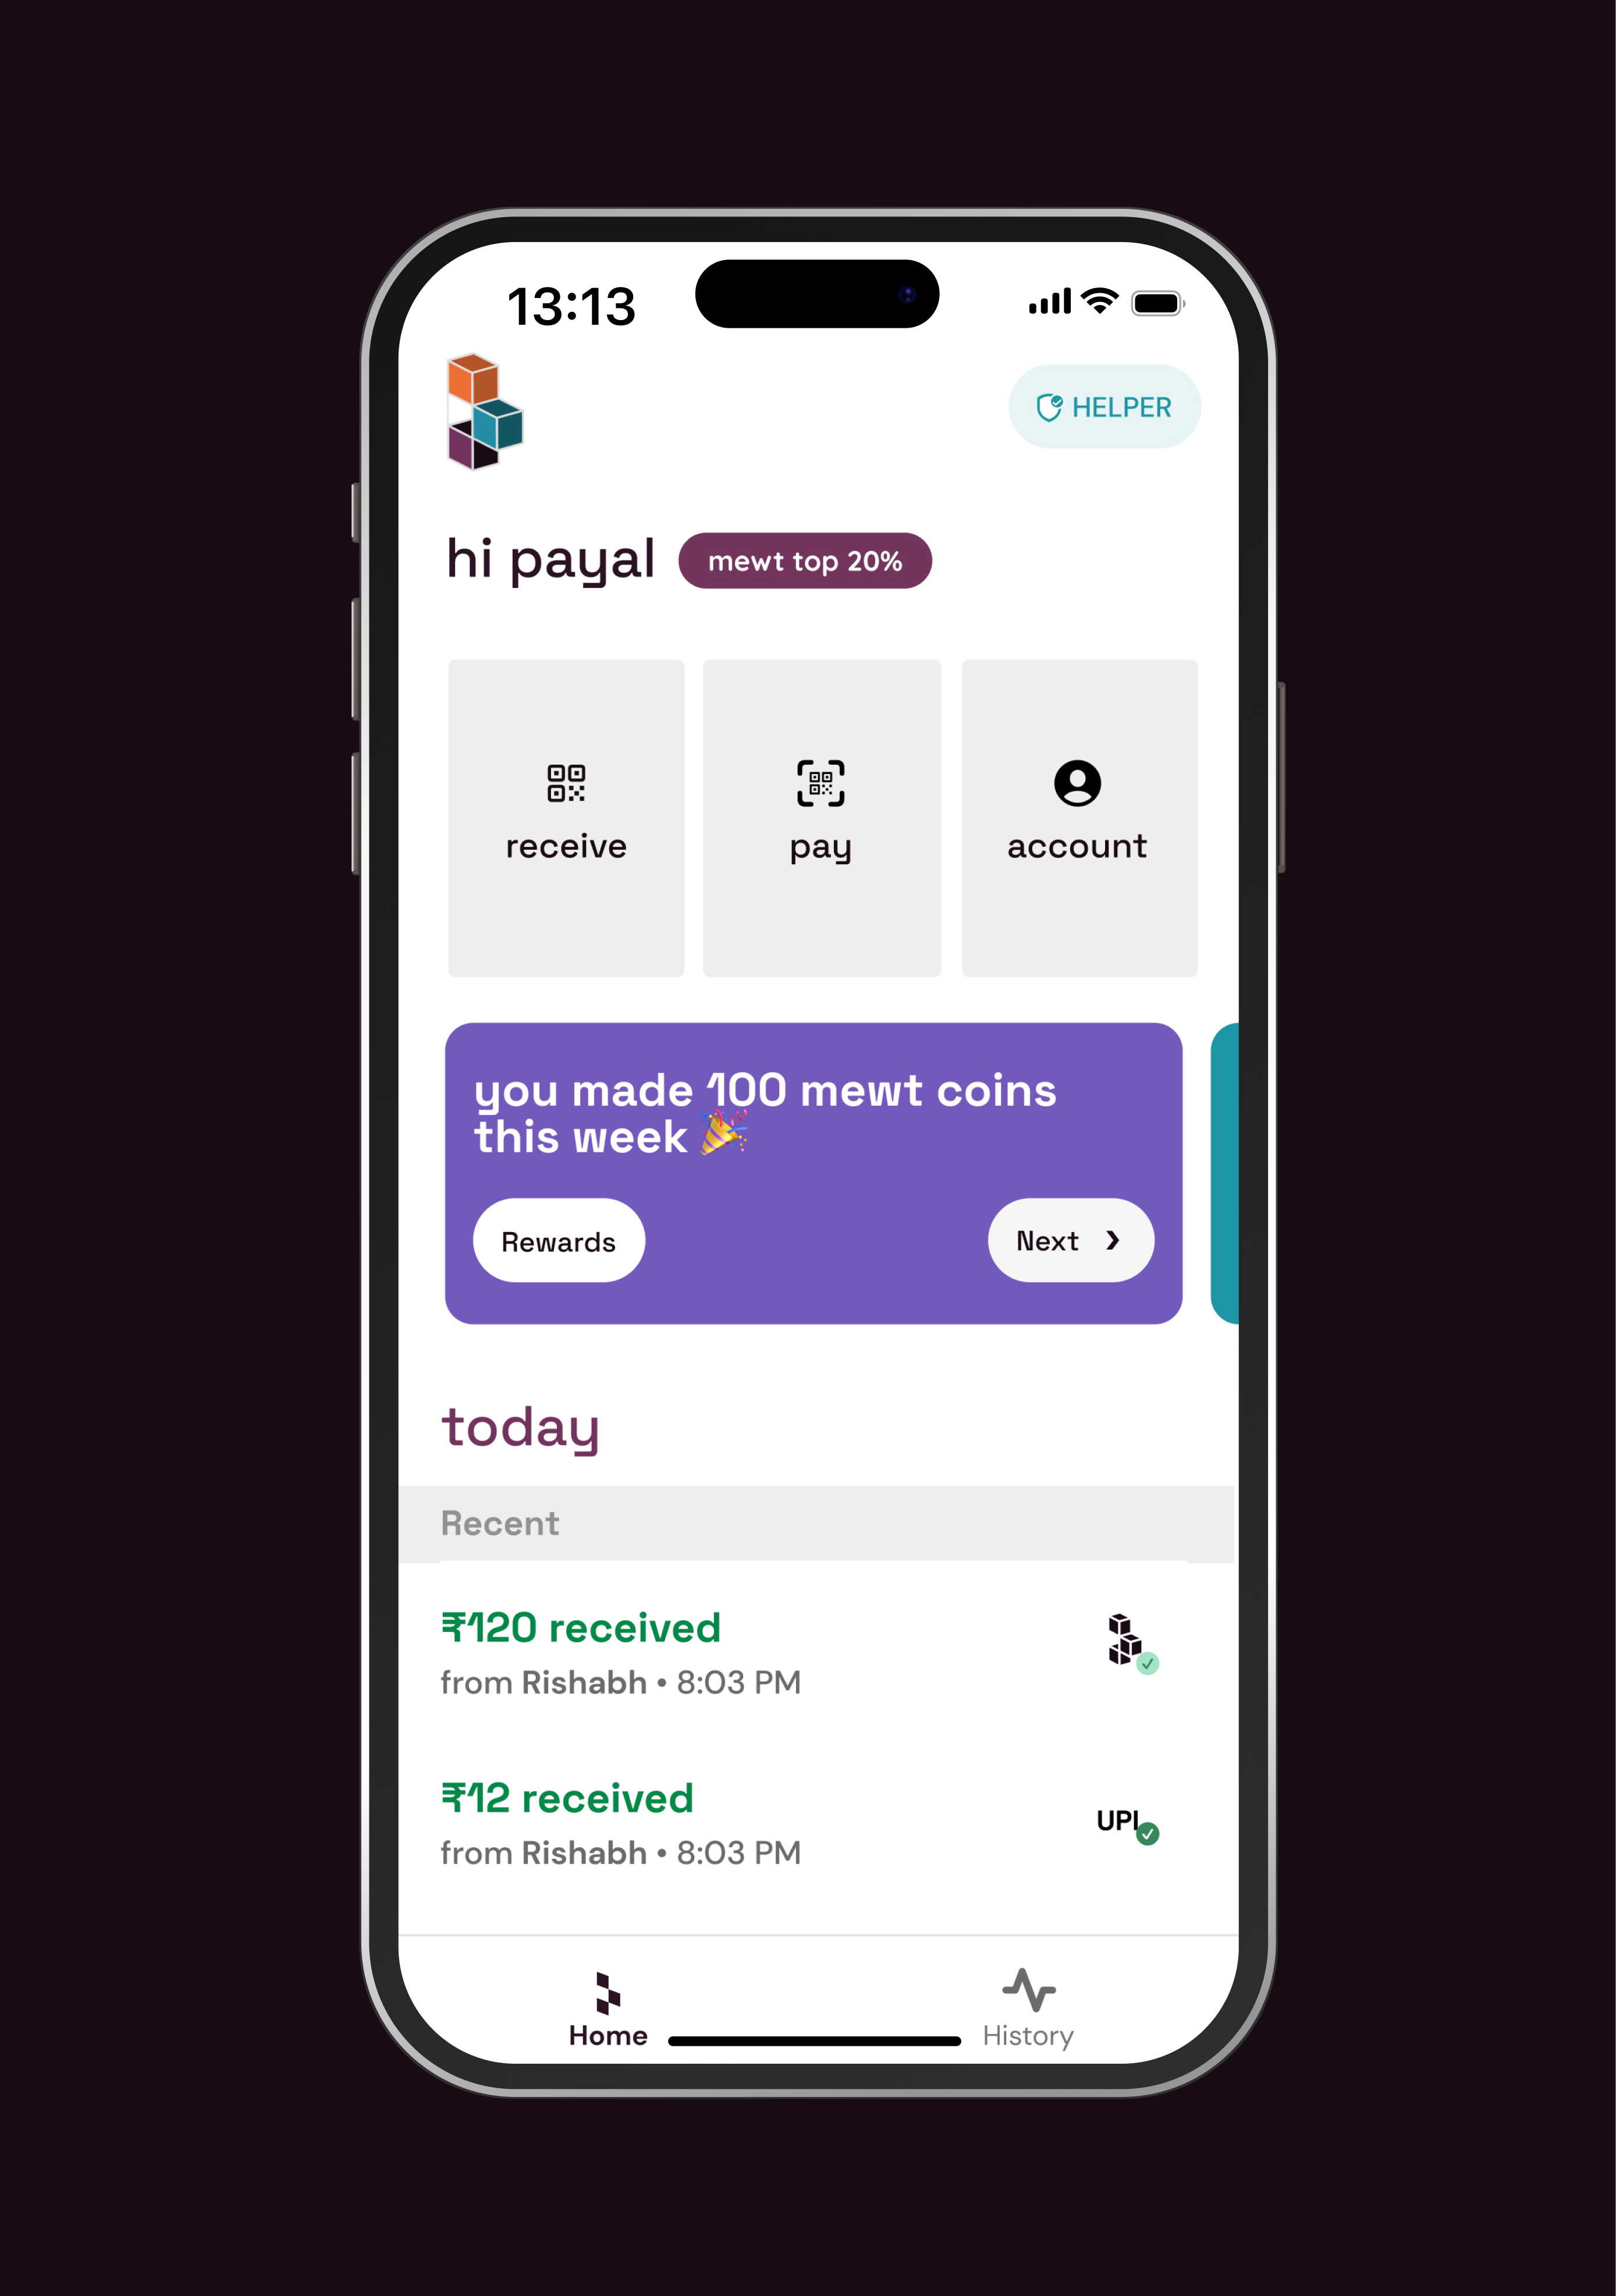 13:13
HELPER
hi payal
mewt top 20%
receive
pay
account
you made 100 mewt coins
this week 🎉
Rewards
Next
today
Recent
₹120 received
from Rishabh • 8:03 PM
₹12 received
from Rishabh • 8:03 PM
UPI
Home
History